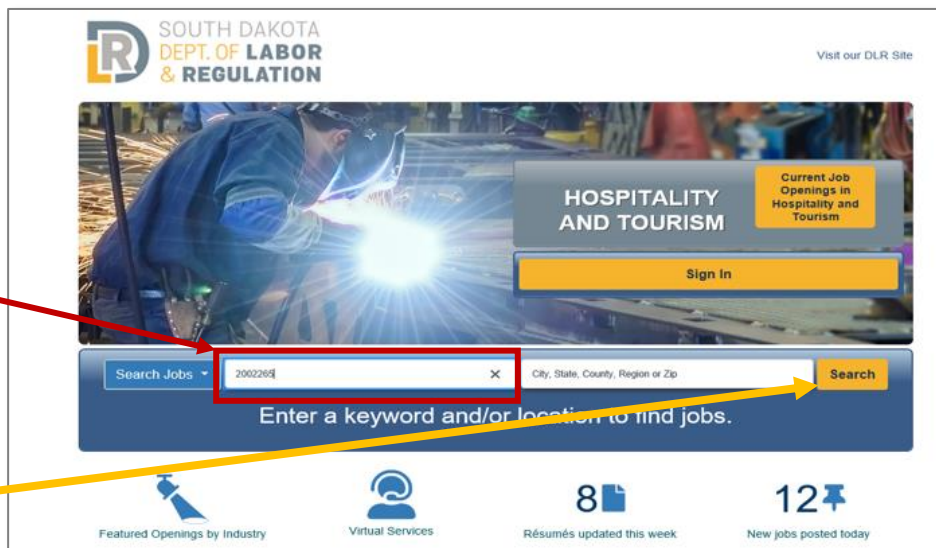 SOUTH DAKOTA
DEPT. OF LABOR
& REGULATION
Visit our DLR Site
HOSPITALITY
AND TOURISM
Current Job
Openings in
Hospitality and
Tourism
Sign In
Search Jobs
2002265
City, State, County, Region or Zip
Search
Enter a keyword and/or location to find jobs.
Featured Openings by Industry
Virtual Services
8
Résumés updated this week
12
New jobs posted today